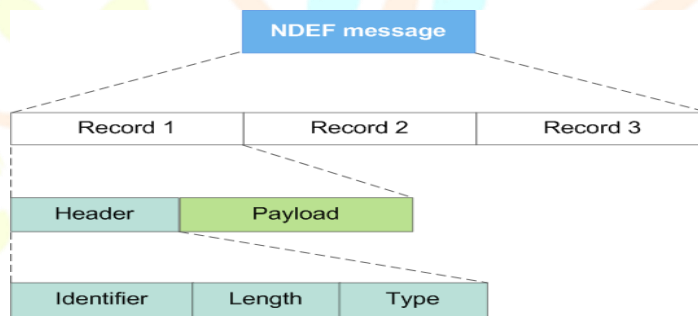 NDEF message
Record 1 Record 2 Record 3
Header Payload
Identifier Length Type